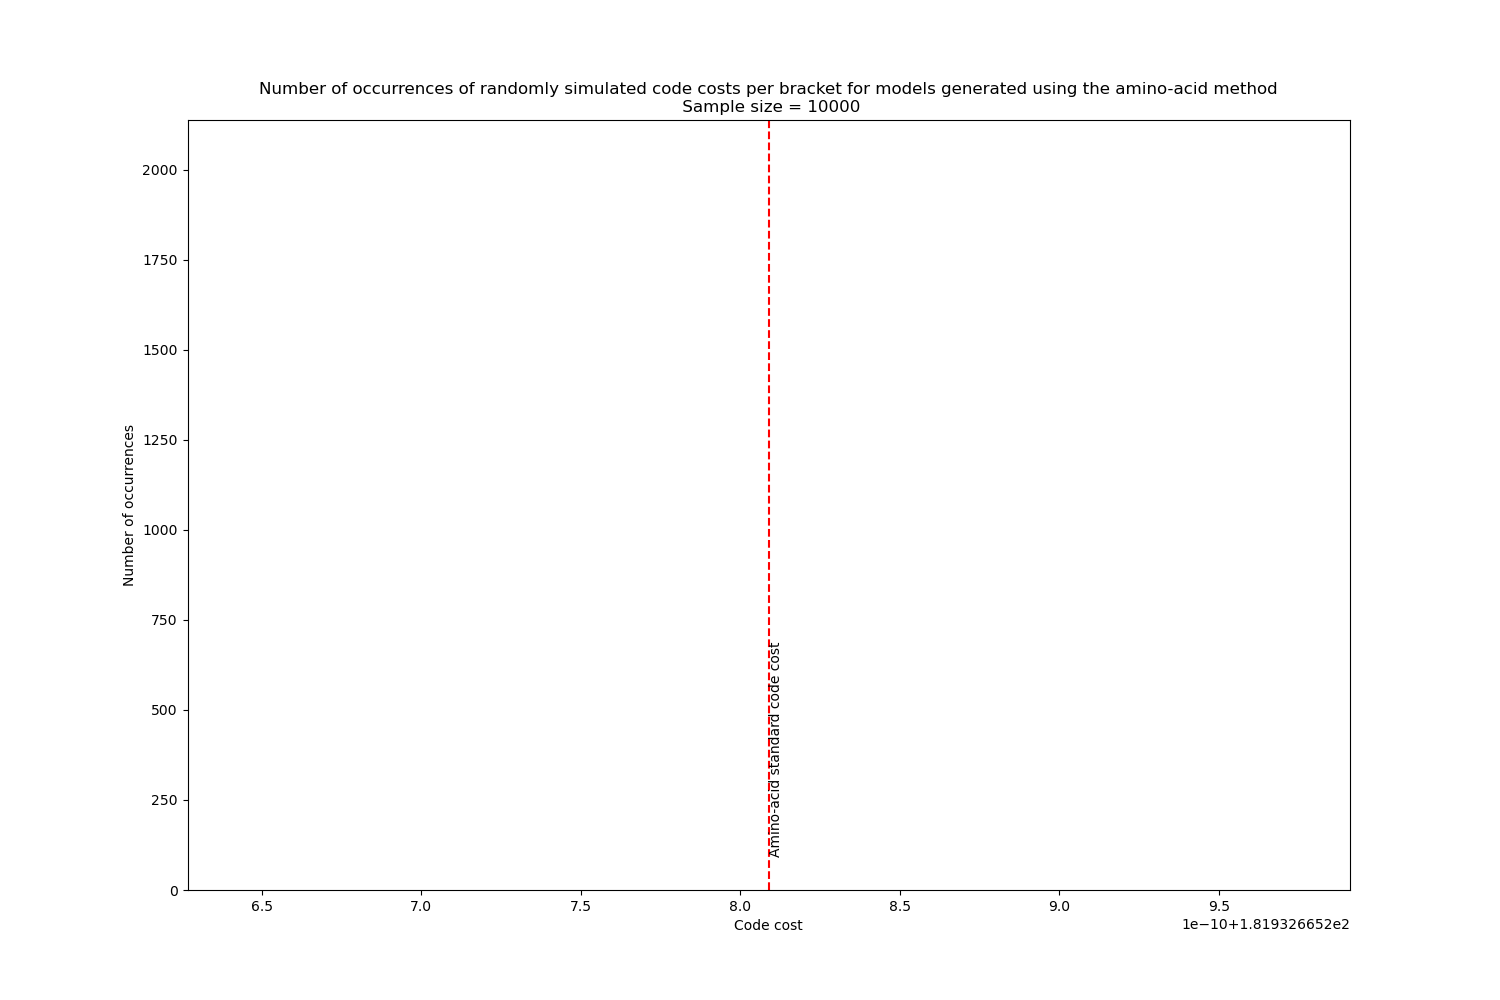 Number of occurrences of randomly simulated code costs per bracket for models generated using the amino-acid method
Sample size = 10000
2000
1750
1500
1250
1000
750
500
250
0
Number of occurrences
Amino-acid standard code cost
6.5 7.0 7.5 8.0 8.5 9.0 9.5
Code cost
1e−10+1.819326652e2